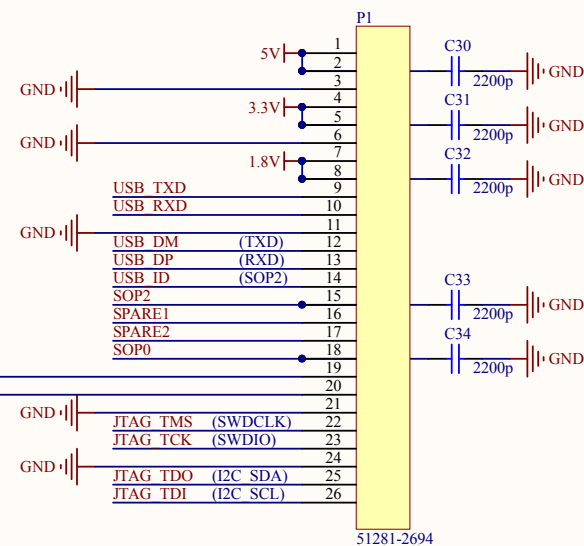 P1
1
5V
2
C30
2200p
GND
GND
3
4
3.3V
5
C31
2200p
GND
GND
6
7
1.8V
8
C32
2200p
GND
USB_TXD
9
USB_RXD
10
GND
11
USB_DM (TXD)
12
USB_DP (RXD)
13
USB_ID (SOP2)
14
SOP2
15
C33
2200p
GND
SPARE1
16
SPARE2
17
SOP0
18
C34
2200p
GND
19
20
GND
21
JTAG_TMS (SWDCLK)
22
JTAG_TCK (SWDIO)
23
GND
24
JTAG_TDO (I2C_SDA)
25
JTAG_TDI (I2C_SCL)
26
51281-2694